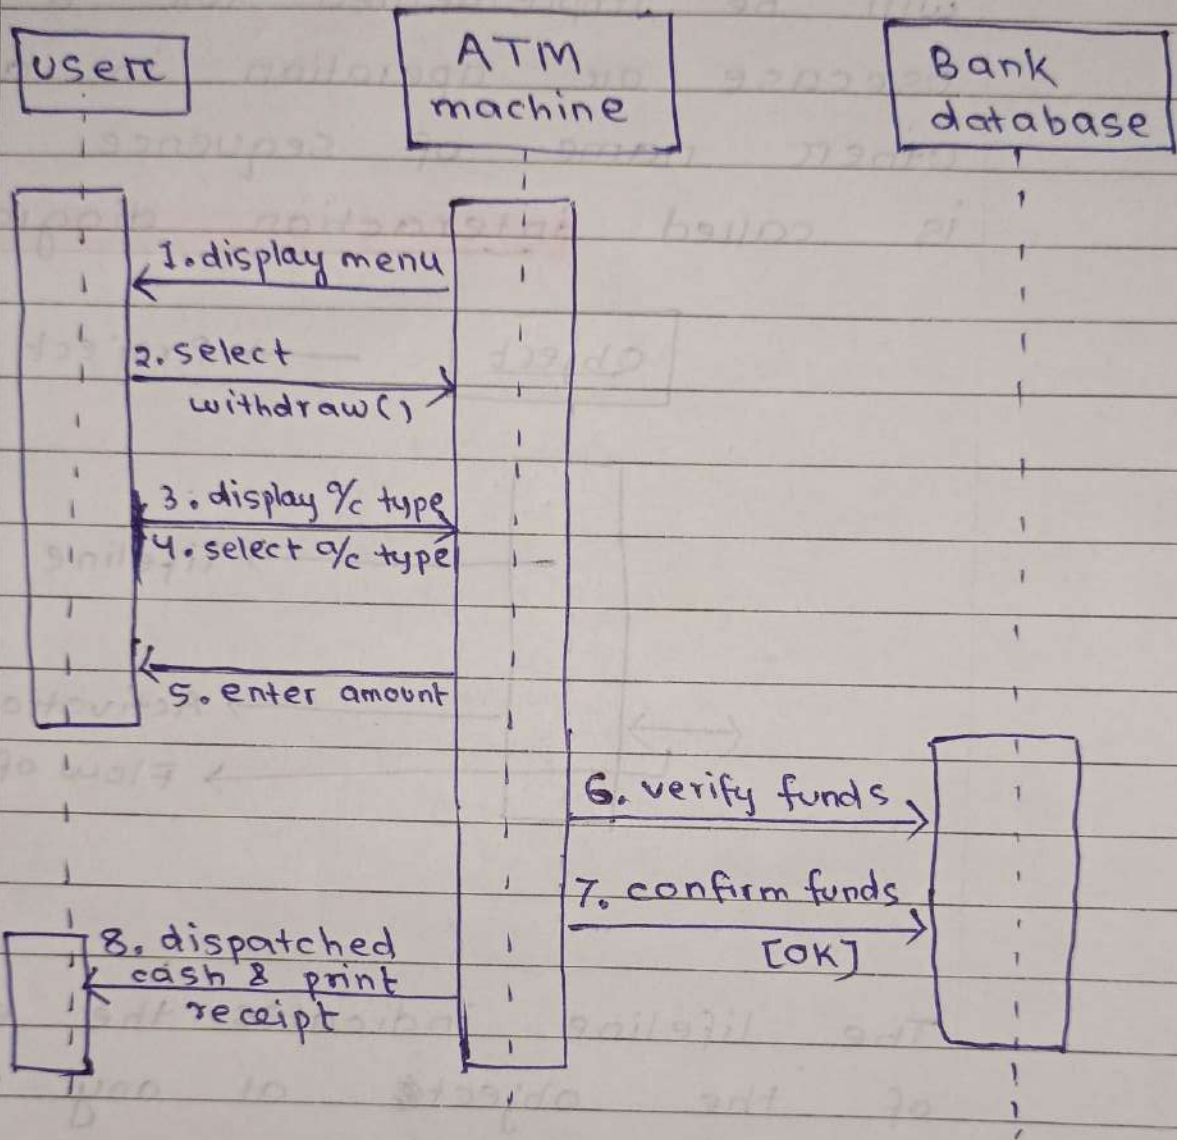 user
ATM
machine
Bank
database
1. display menu
2. select
withdraw()
3. display a/c type
4. select a/c type
5. enter amount
6. verify funds
7. confirm funds
[OK]
8. dispatched
cash & print
receipt